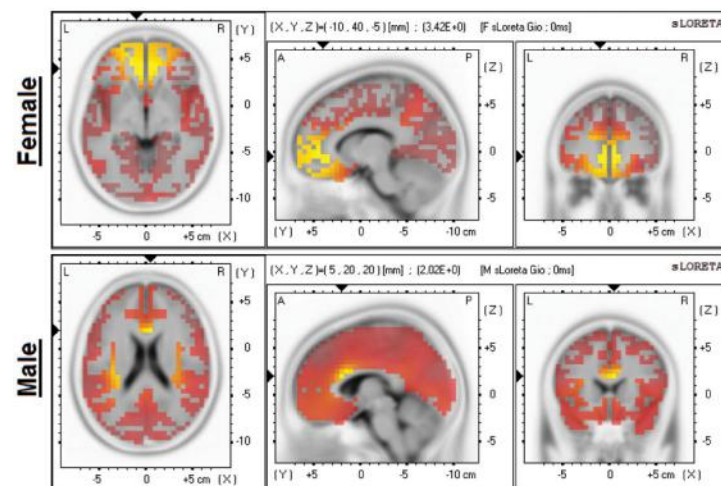 Female
(X, Y, Z)=(-10, 40, -5) [mm] ; (3,42E+0) [F sLoreta Gio ; 0ms] sLORETA
L R (Y) A P (Z) L R (Z)
+5 +5 +5
0 0 0
-5 -5 -5
-10
-5 0 +5 cm (X) (Y) +5 0 -5 -10 cm -5 0 +5 cm (X)
Male
(X, Y, Z)=(5, 20, 20) [mm] ; (2,02E+0) [M sLoreta Gio ; 0ms] sLORETA
L R (Y) A P (Z) L R (Z)
+5 +5 +5
0 0 0
-5 -5 -5
-10
-5 0 +5 cm (X) (Y) +5 0 -5 -10 cm -5 0 +5 cm (X)